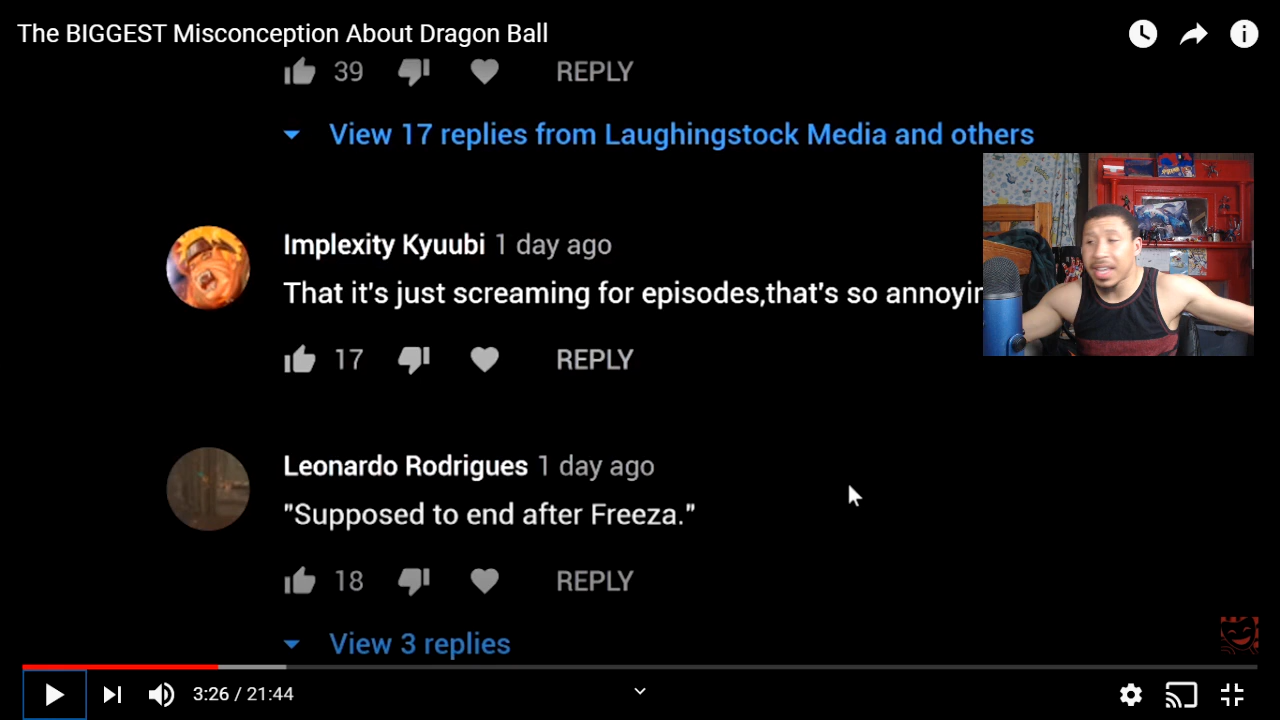 The BIGGEST Misconception About Dragon Ball
39 REPLY
View 17 replies from Laughingstock Media and others
Implexity Kyuubi 1 day ago
That it's just screaming for episodes,that's so annoyin
17 REPLY
Leonardo Rodrigues 1 day ago
"Supposed to end after Freeza."
18 REPLY
View 3 replies
3:26 / 21:44